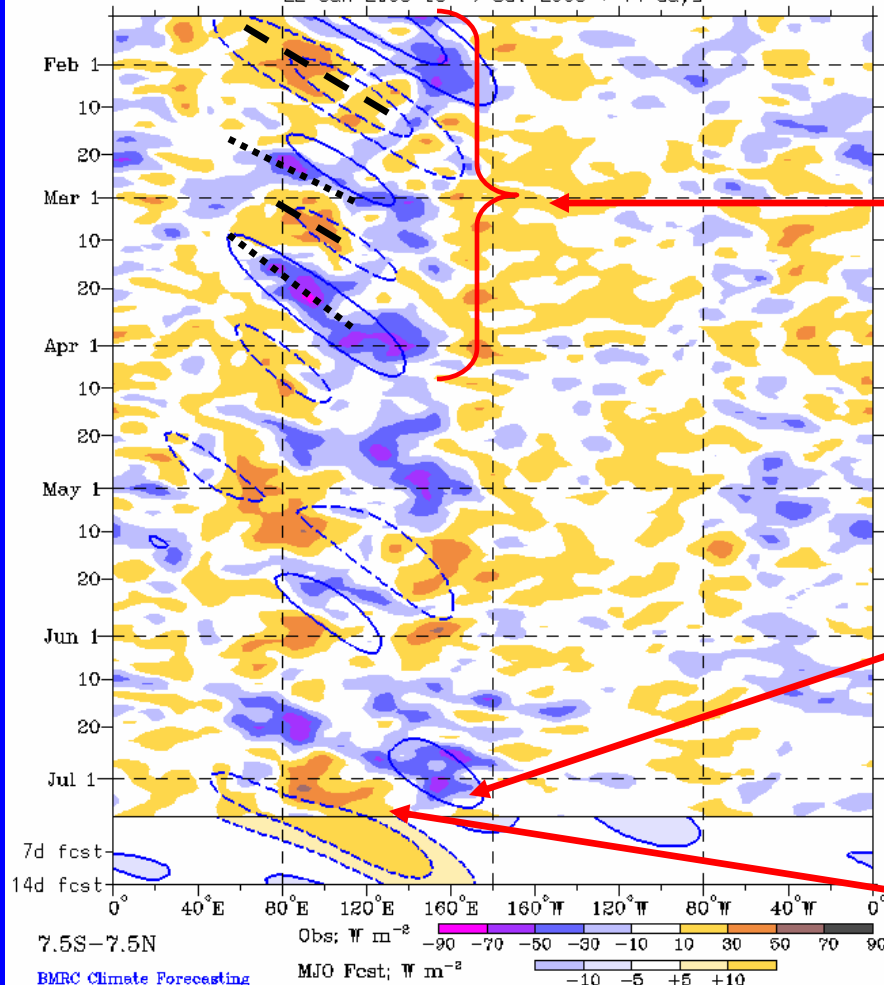 Feb 1
10
20
Mar 1
10
20
Apr 1
10
20
May 1
10
20
Jun 1
10
20
Jul 1
7d fcst
14d fcst
0° 40°E 80°E 120°E 160°E 160°W 120°W 80°W 40°W 0°
7.5S-7.5N
Obs; W m⁻²
-90 -70 -50 -30 -10 10 30 50 70 90
BMRC Climate Forecasting
MJO Fcst; W m⁻²
-10 -5 +5 +10